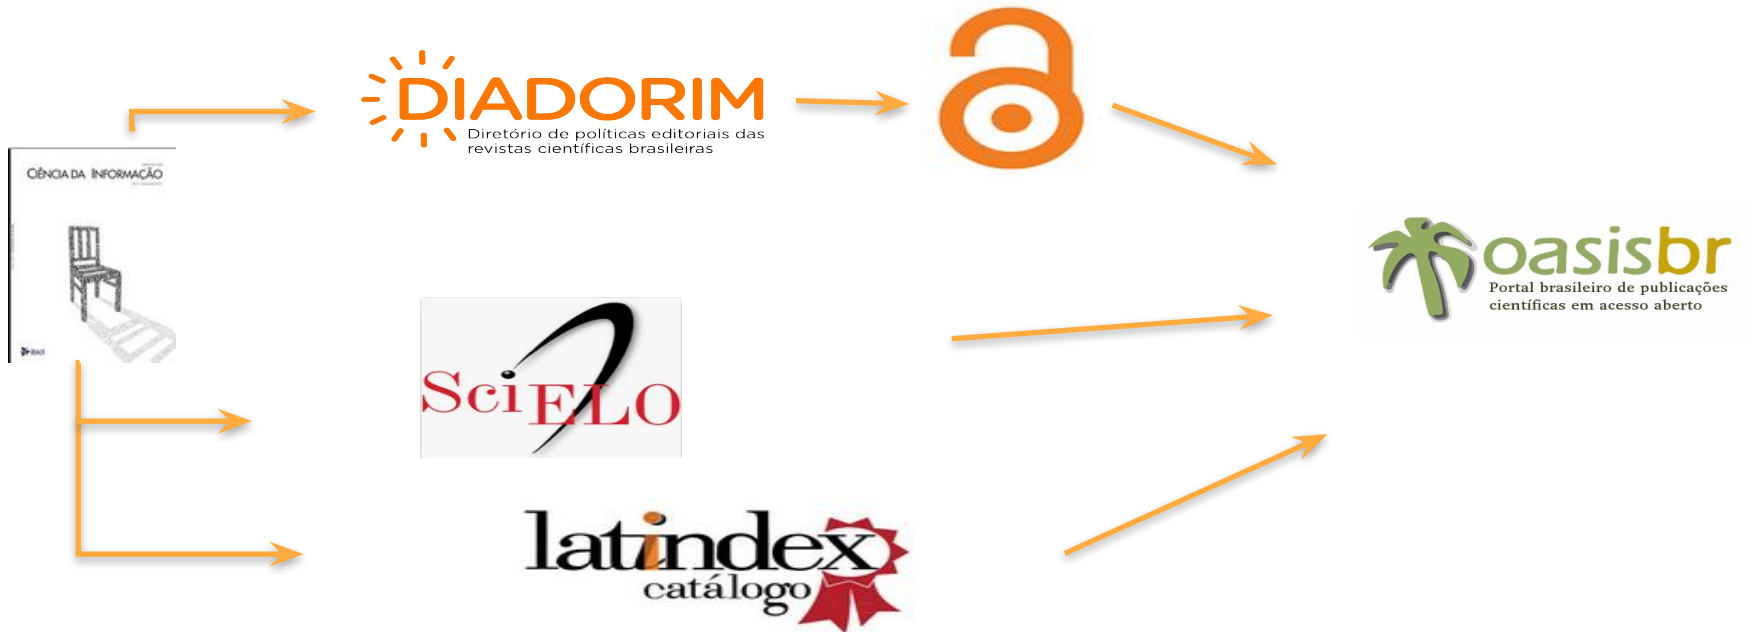 CIÊNCIA DA INFORMAÇÃO
ibict
DIADORIM
Diretório de políticas editoriais das
revistas científicas brasileiras
SciELO
latindex
catálogo
oasisbr
Portal brasileiro de publicações
científicas em acesso aberto